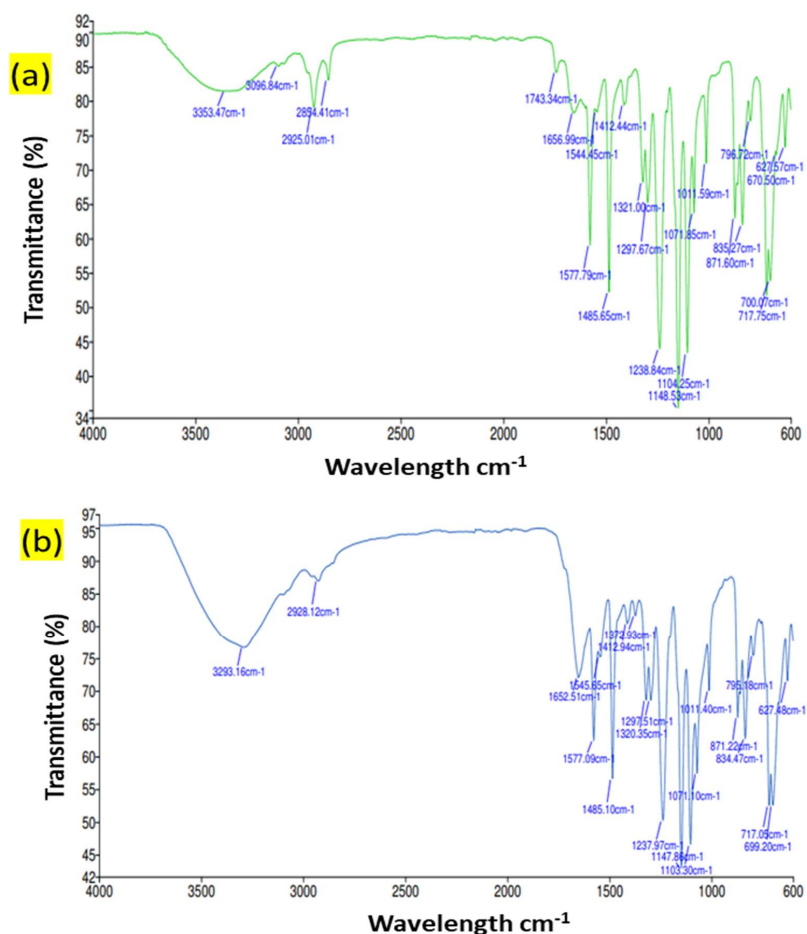 (a)
Transmittance (%)
92
90
85
80
75
70
65
60
55
50
45
40
34
3353.47cm-1
3096.84cm-1
2925.01cm-1
2854.41cm-1
1743.34cm-1
1656.99cm-1
1577.79cm-1
1544.45cm-1
1485.65cm-1
1412.44cm-1
1321.00cm-1
1297.67cm-1
1238.84cm-1
1148.53cm-1
1104.25cm-1
1071.85cm-1
1011.59cm-1
871.60cm-1
835.27cm-1
796.72cm-1
717.75cm-1
700.07cm-1
670.50cm-1
627.57cm-1
4000 3500 3000 2500 2000 1500 1000 600
Wavelength cm-1
(b)
Transmittance (%)
97
95
90
85
80
75
70
65
60
55
50
45
42
3293.16cm-1
2928.12cm-1
1652.51cm-1
1577.09cm-1
1545.65cm-1
1485.10cm-1
1412.94cm-1
1372.93cm-1
1320.35cm-1
1297.51cm-1
1237.97cm-1
1147.86cm-1
1103.30cm-1
1071.10cm-1
1011.40cm-1
871.22cm-1
834.47cm-1
795.18cm-1
717.05cm-1
699.20cm-1
627.48cm-1
4000 3500 3000 2500 2000 1500 1000 600
Wavelength cm-1